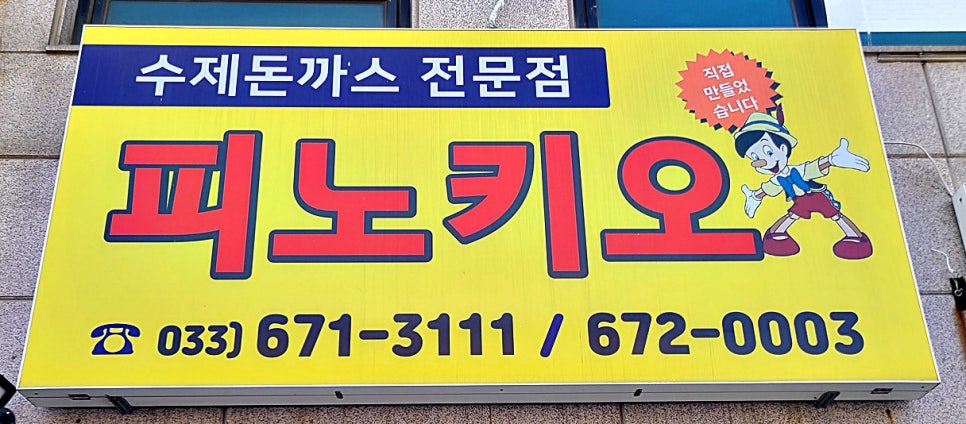 수제돈까스 전문점
직접
만들었
습니다
피노키오
☎ 033) 671-3111 / 672-0003